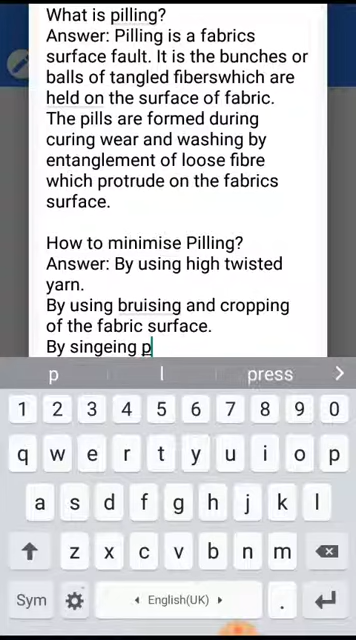 What is pilling?
Answer: Pilling is a fabrics
surface fault. It is the bunches or
balls of tangled fiberswhich are
held on the surface of fabric.
The pills are formed during
curing wear and washing by
entanglement of loose fibre
which protrude on the fabrics
surface.
How to minimise Pilling?
Answer: By using high twisted
yarn.
By using bruising and cropping
of the fabric surface.
By singeing p
p l press >
1 2 3 4 5 6 7 8 9 0
q w e r t y u i o p
a s d f g h j k l
z x c v b n m
Sym English(UK) .